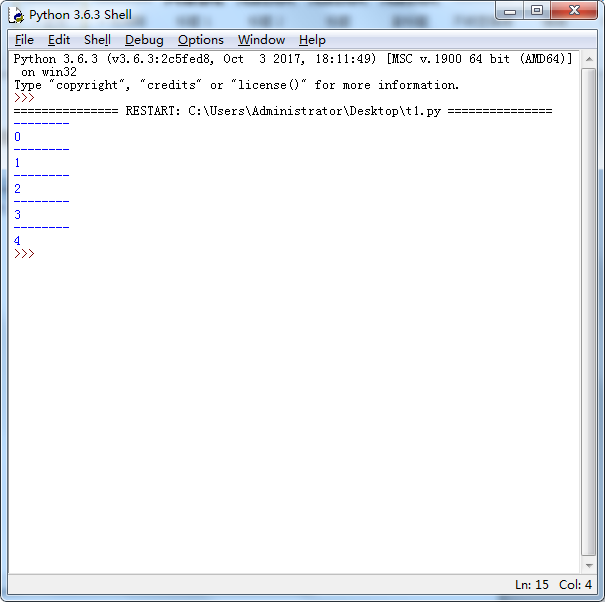 Python 3.6.3 Shell
File Edit Shell Debug Options Window Help
Python 3.6.3 (v3.6.3:2c5fed8, Oct  3 2017, 18:11:49) [MSC v.1900 64 bit (AMD64)]
 on win32
Type "copyright", "credits" or "license()" for more information.
>>>
=============== RESTART: C:\Users\Administrator\Desktop\t1.py ===============
--------
0
--------
1
--------
2
--------
3
--------
4
>>>
Ln: 15 Col: 4